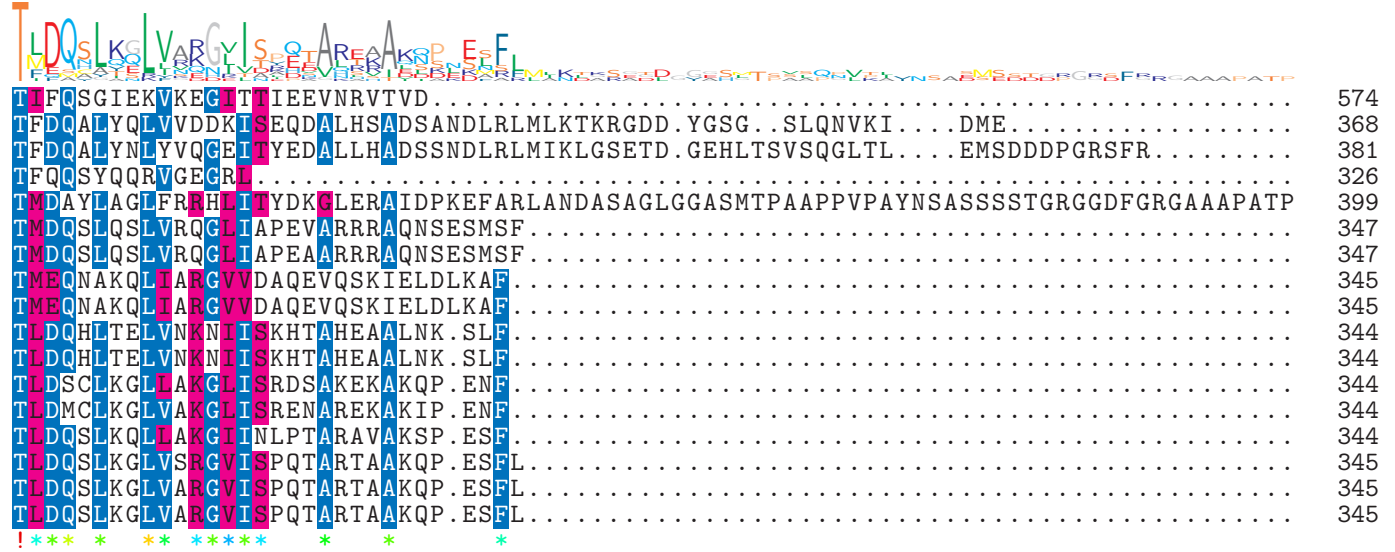 TIFQSGIEKVKEGITTIEEVNRVTVD...................................................... 574
TFDQALYQLVVDDKISEQDALHSADSANDLRLMLKTKRGDD.YGSG..SLQNVKI....DME.................. 368
TFDQALYNLYVQGEITYEDALLHADSSNDLRLMIKLGSETD.GEHLTSVSQGLTL....EMSDDDPGRSFR......... 381
TFQQSYQQRVGEGRL................................................................. 326
TMDAYLAGLFRRHLITYDKGLERAIDPKEFARLANDASAGLGGASMTPAAPPVPAYNSASSSSTGRGGDFGRGAAAPATP 399
TMDQSLQSLVRQGLIAPEVARRRAQNSESMSF................................................ 347
TMDQSLQSLVRQGLIAPEAARRRAQNSESMSF................................................ 347
TMEQNAKQLIARGVVDAQEVQSKIELDLKAF................................................. 345
TMEQNAKQLIARGVVDAQEVQSKIELDLKAF................................................. 345
TLDQHLTELVNKNIISKHTAHEAALNK.SLF................................................. 344
TLDQHLTELVNKNIISKHTAHEAALNK.SLF................................................. 344
TLDSCLKGLLAKGLISRDSAKEKAKQP.ENF................................................. 344
TLDMCLKGLVAKGLISRENAREKAKIP.ENF................................................. 344
TLDQSLKQLLAKGIINLPTARAVAKSP.ESF................................................. 344
TLDQSLKGLVSRGVISPQTARTAAKQP.ESFL................................................ 345
TLDQSLKGLVARGVISPQTARTAAKQP.ESFL................................................ 345
TLDQSLKGLVARGVISPQTARTAAKQP.ESFL................................................ 345
!*** *  ** *****   *   *      *